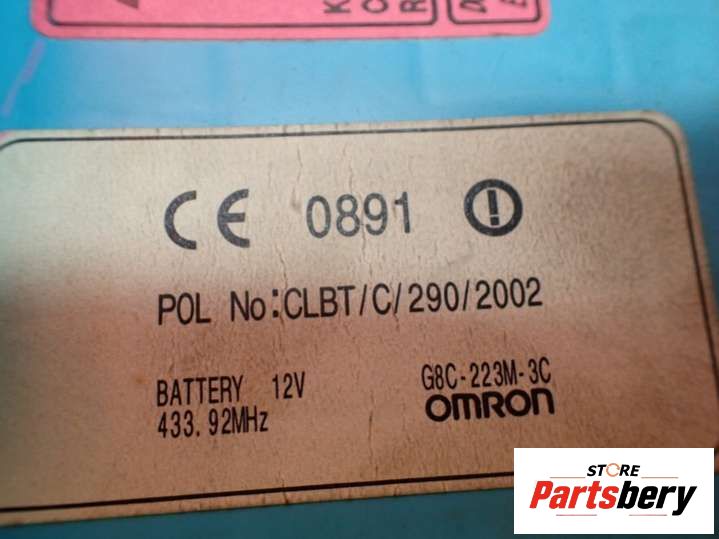 CE 0891
POL No:CLBT/C/290/2002
BATTERY 12V
433.92MHz
G8C-223M-3C
OMRON
STORE
Partsbery